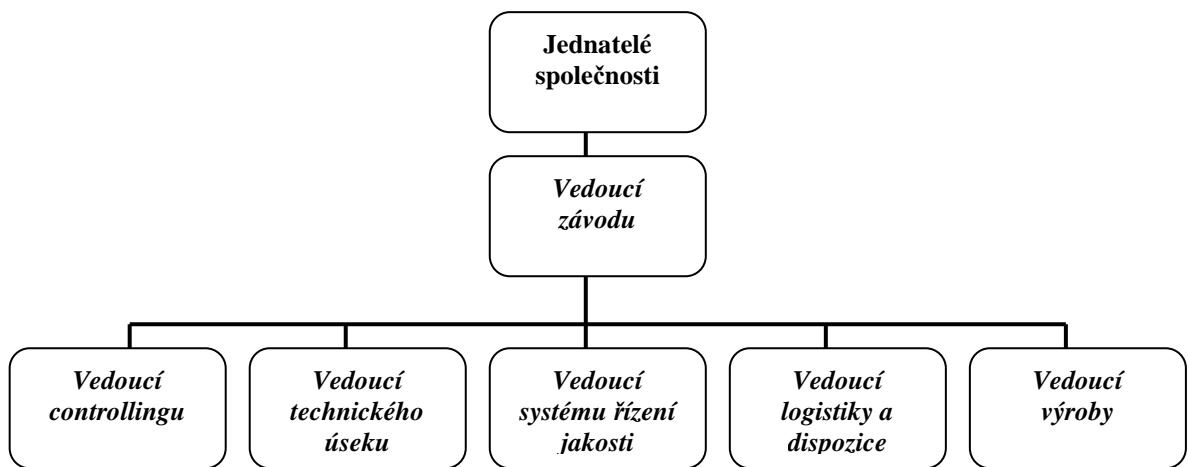 Jednatelé
společnosti
Vedoucí
závodu
Vedoucí
controllingu
Vedoucí
technického
úseku
Vedoucí
systému řízení
jakosti
Vedoucí
logistiky a
dispozice
Vedoucí
výroby